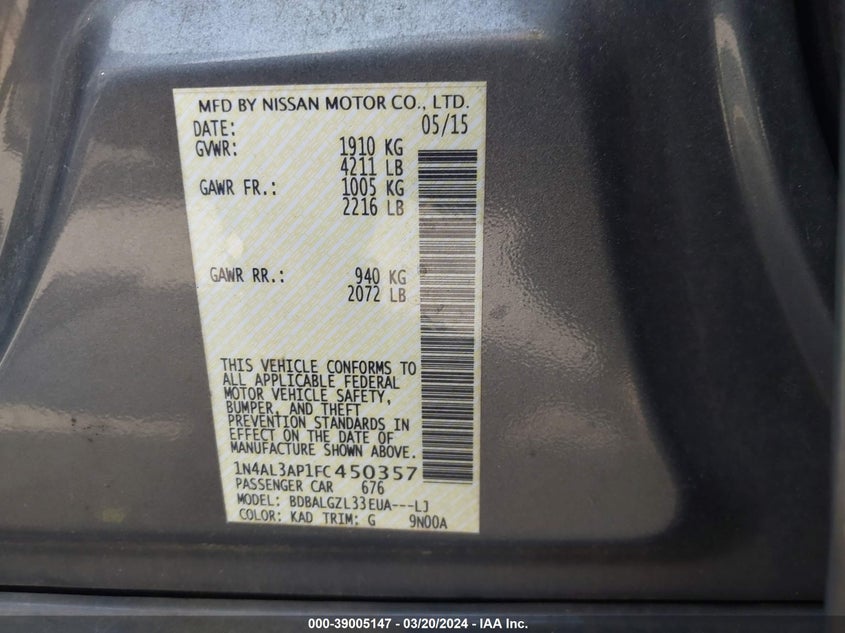 MFD BY NISSAN MOTOR CO., LTD.
DATE: 05/15
GVWR: 1910 KG
4211 LB
GAWR FR.: 1005 KG
2216 LB
GAWR RR.: 940 KG
2072 LB
THIS VEHICLE CONFORMS TO
ALL APPLICABLE FEDERAL
MOTOR VEHICLE SAFETY,
BUMPER, AND THEFT
PREVENTION STANDARDS IN
EFFECT ON THE DATE OF
MANUFACTURE SHOWN ABOVE.
1N4AL3AP1FC450357
PASSENGER CAR 676
MODEL: BDBALGZL33EUA---LJ
COLOR: KAD TRIM: G 9N00A
000-39005147 - 03/20/2024 - IAA Inc.